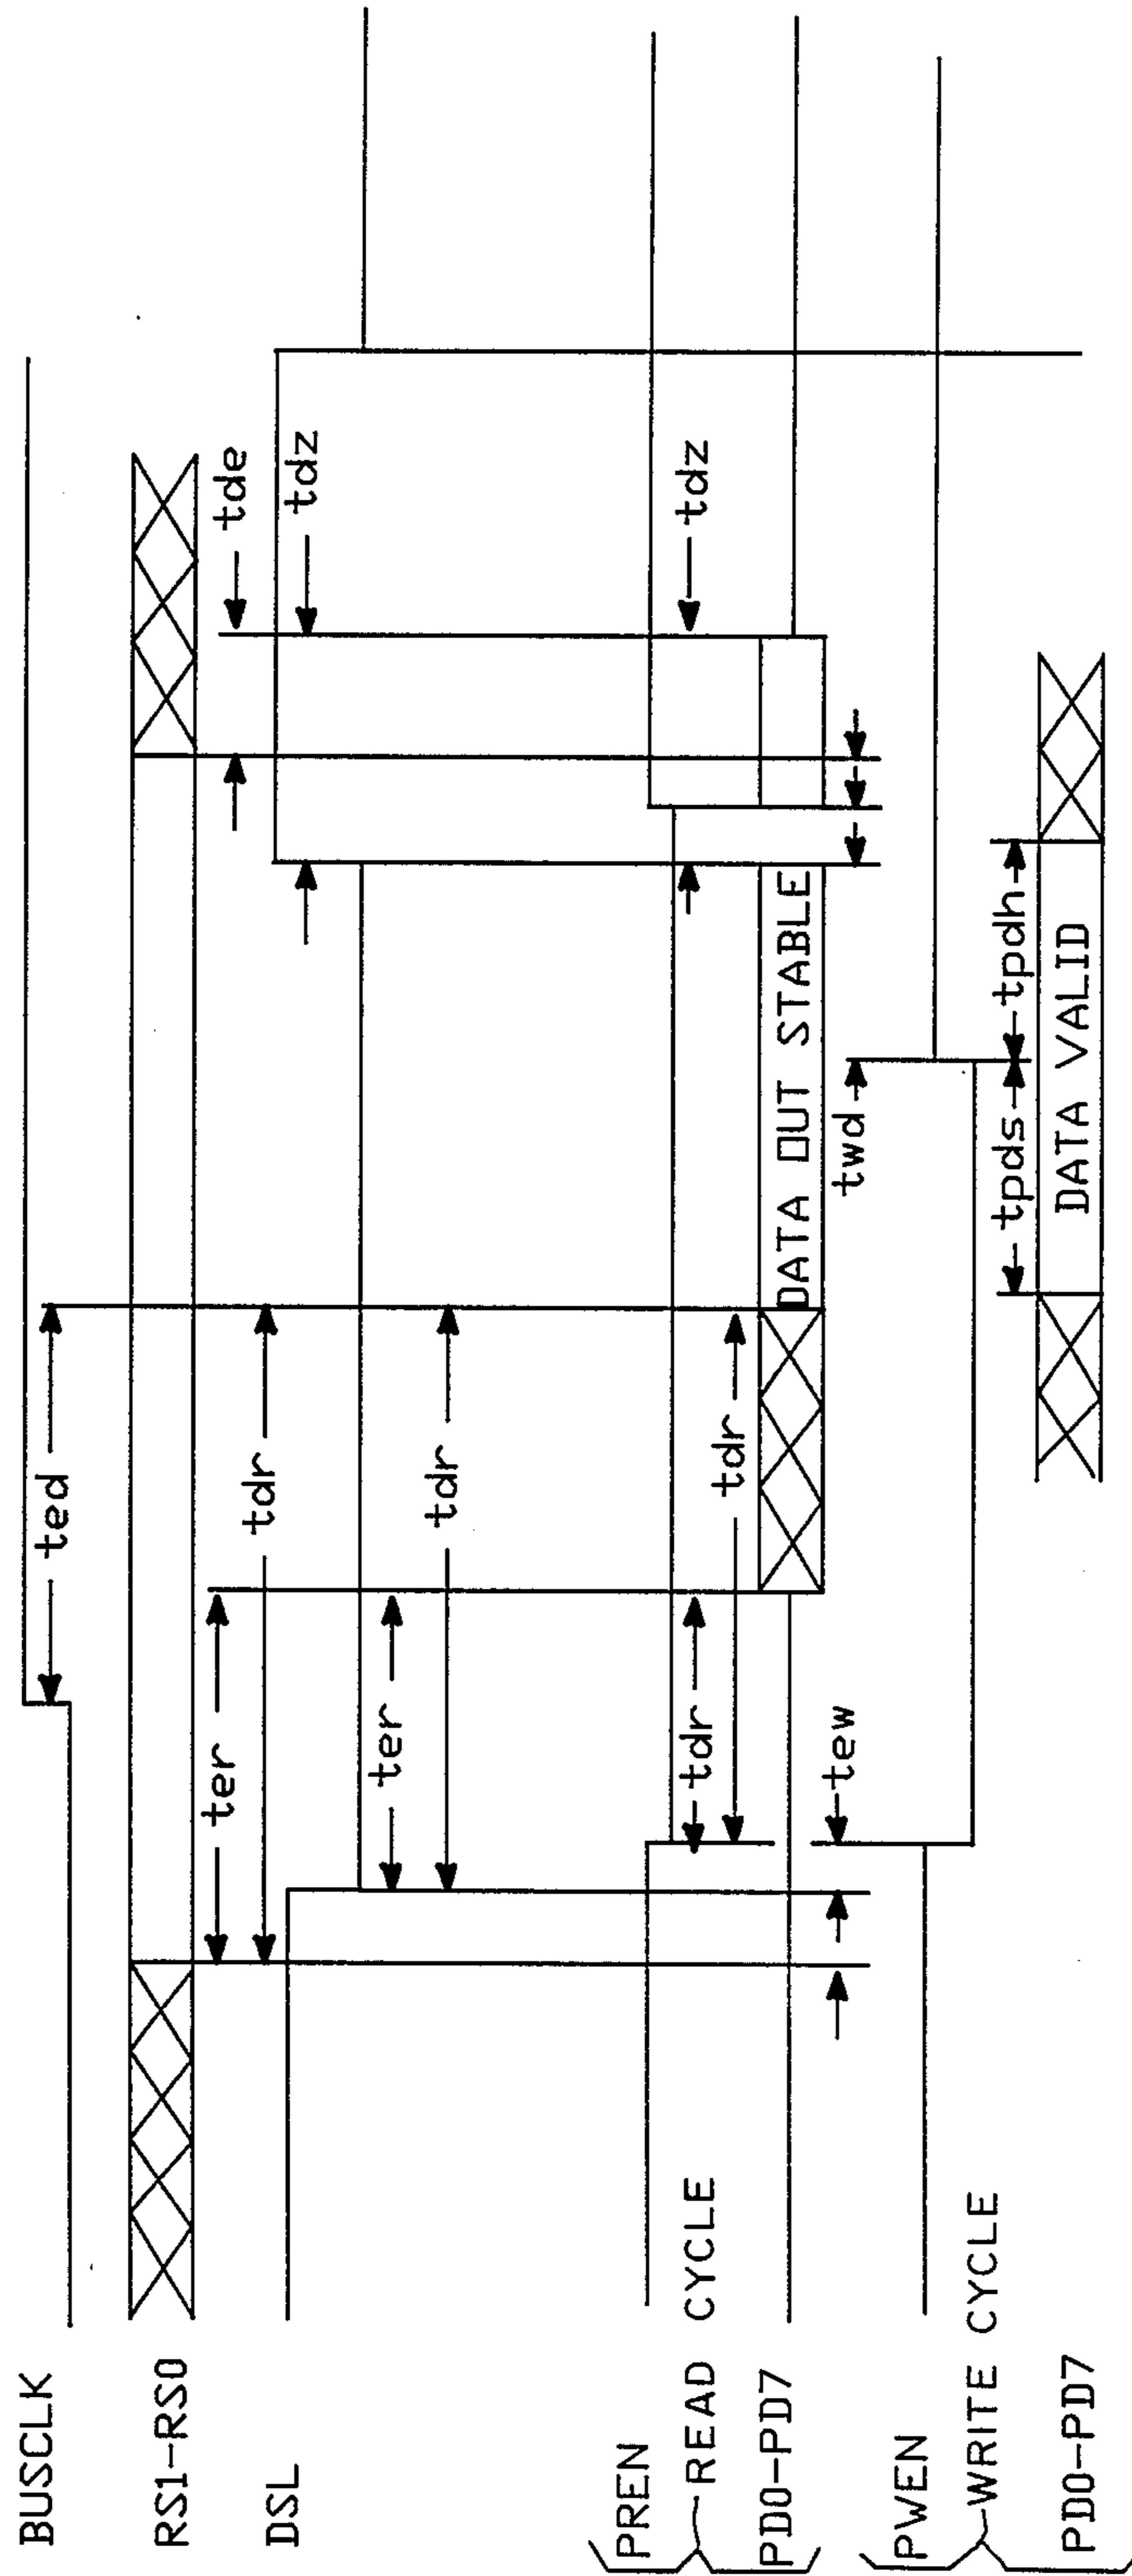 BUSCLK
ted
RS1-RS0
ter
tdr
tde
DSL
ter
tdr
tdz
PREN
READ CYCLE
tdr
tdr
tdz
PD0-PD7
DATA OUT STABLE
tew
twd
PWEN
WRITE CYCLE
tpds
tpdh
PD0-PD7
DATA VALID